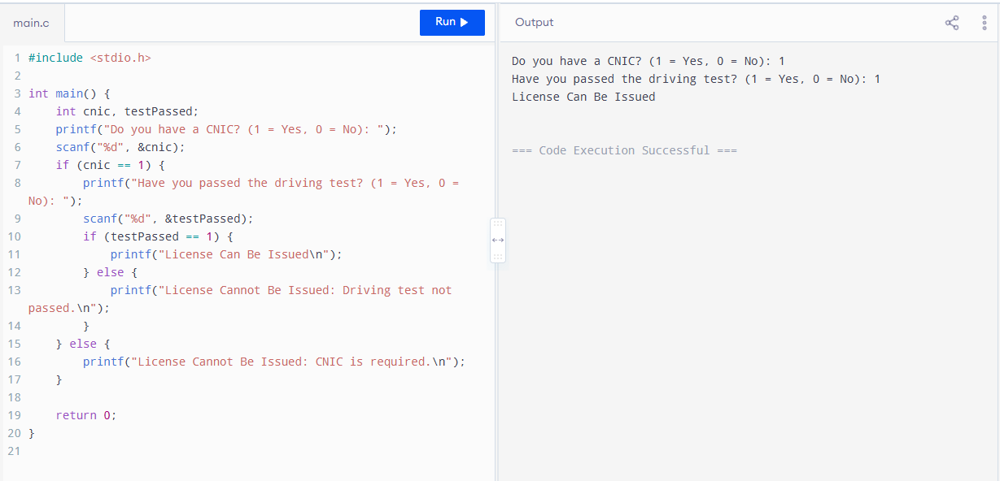 main.c
Run
1 #include <stdio.h>
2
3 int main() {
4     int cnic, testPassed;
5     printf("Do you have a CNIC? (1 = Yes, 0 = No): ");
6     scanf("%d", &cnic);
7     if (cnic == 1) {
8         printf("Have you passed the driving test? (1 = Yes, 0 =
No): ");
9         scanf("%d", &testPassed);
10         if (testPassed == 1) {
11             printf("License Can Be Issued\n");
12         } else {
13             printf("License Cannot Be Issued: Driving test not
passed.\n");
14         }
15     } else {
16         printf("License Cannot Be Issued: CNIC is required.\n");
17     }
18
19     return 0;
20 }
21
Output
Do you have a CNIC? (1 = Yes, 0 = No): 1
Have you passed the driving test? (1 = Yes, 0 = No): 1
License Can Be Issued
=== Code Execution Successful ===